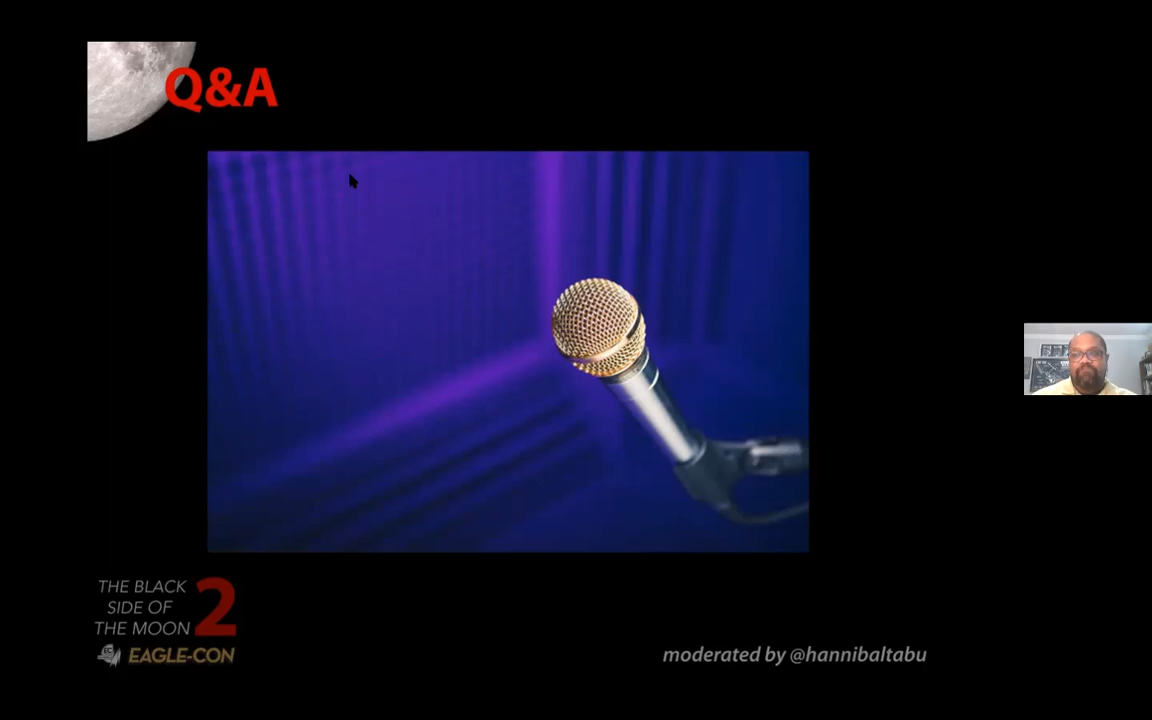 Q&A
THE BLACK
SIDE OF
THE MOON 2
EAGLE-CON
moderated by @hannibaltabu